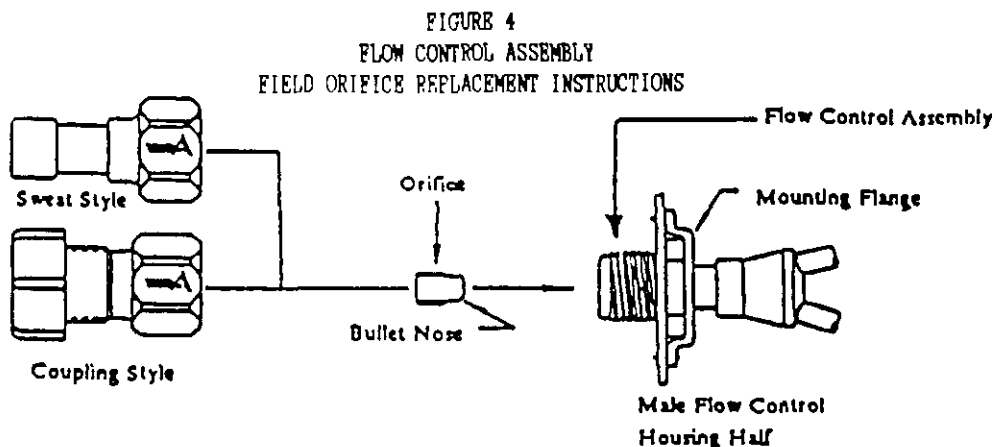 FIGURE 4
FLOW CONTROL ASSEMBLY
FIELD ORIFICE REPLACEMENT INSTRUCTIONS
Flow Control Assembly
Orifice
Mounting Flange
Sweat Style
Bullet Nose
Coupling Style
Male Flow Control
Housing Half